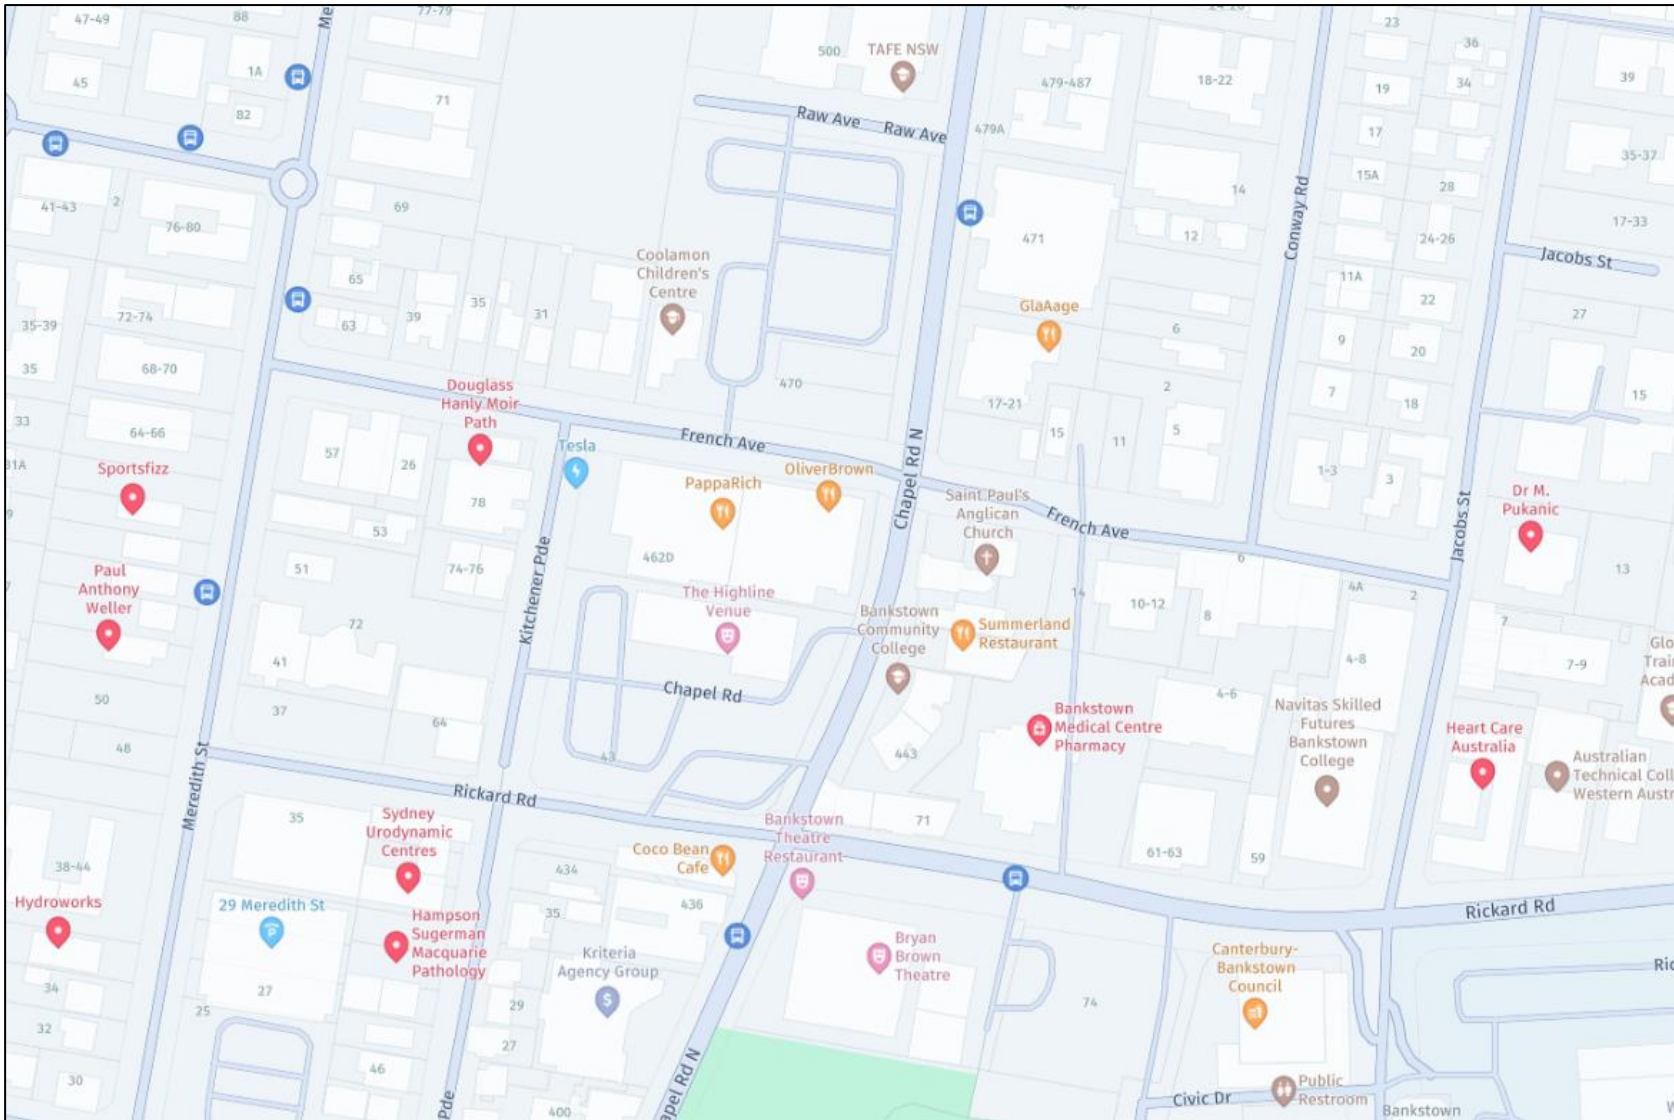 47-49
88
Me
77-79
500
TAFE NSW
479-487
18-22
23
36
34
39
45
1A
82
71
Raw Ave
Raw Ave
479A
19
17
35-37
15A
28
14
41-43
2
76-80
69
471
12
Conway Rd
17-33
24-26
Jacobs St
Coolamon
Children's
Centre
65
63
39
35
31
GlaAage
11A
22
27
35-39
72-74
6
9
20
35
68-70
Douglass
Hanly Moir
Path
470
2
7
18
15
33
64-66
57
26
French Ave
17-21
15
11
5
31A
Sportsfizz
Tesla
PappaRich
OliverBrown
Chapel Rd N
1-3
3
Dr M.
Pukanic
78
53
Saint Paul's
Anglican
Church
French Ave
Jacobs St
51
74-76
462D
Kitchener Pde
6
13
Paul
Anthony
Weller
72
The Highline
Venue
Bankstown
Community
College
Summerland
Restaurant
14
10-12
8
4A
2
7
41
4-8
7-9
Glo
Trai
Acad
50
37
64
Chapel Rd
4-6
48
Meredith St
43
443
Bankstown
Medical Centre
Pharmacy
Navitas Skilled
Futures
Bankstown
College
Heart Care
Australia
Australian
Technical Coll
Western Austr
Rickard Rd
35
Sydney
Urodynamic
Centres
Bankstown
Theatre
Restaurant
71
61-63
59
38-44
434
Coco Bean
Cafe
Rickard Rd
Hydroworks
29 Meredith St
Hampson
Sugerman
Macquarie
Pathology
35
436
Kriteria
Agency Group
Bryan
Brown
Theatre
Canterbury-
Bankstown
Council
Ric
34
27
25
29
74
32
27
30
46
Pde
400
apel Rd N
Civic Dr
Public
Restroom
Bankstown